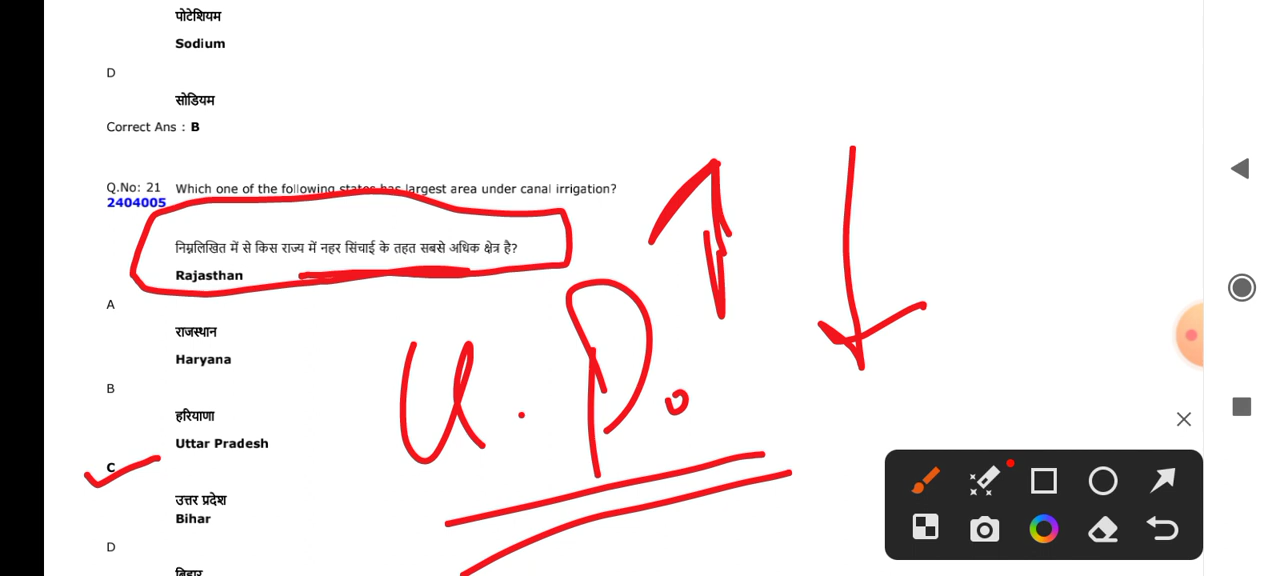 पोटेशियम
Sodium
D
सोडियम
Correct Ans : B
Q.No: 21 Which one of the following states has largest area under canal irrigation?
2404005
निम्नलिखित में से किस राज्य में नहर सिंचाई के तहत सबसे अधिक क्षेत्र है?
Rajasthan
A
राजस्थान
Haryana
B
हरियाणा
Uttar Pradesh
C
उत्तर प्रदेश
Bihar
D
बिहार
U.P.